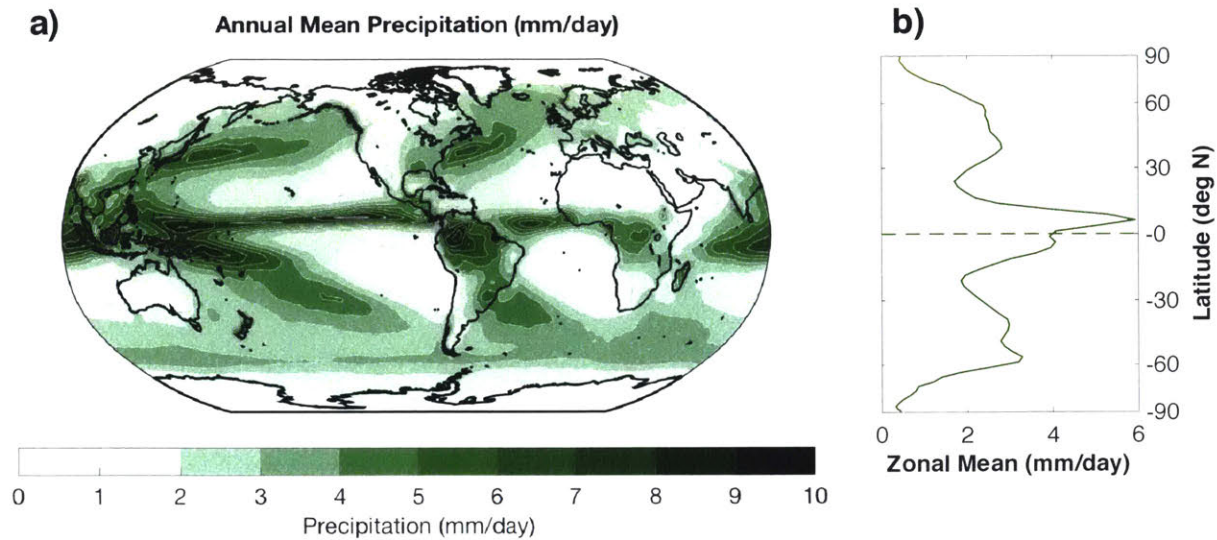 a)
Annual Mean Precipitation (mm/day)
0 1 2 3 4 5 6 7 8 9 10
Precipitation (mm/day)
b)
90
60
30
-0
-30
-60
-90
Latitude (deg N)
0 2 4 6
Zonal Mean (mm/day)